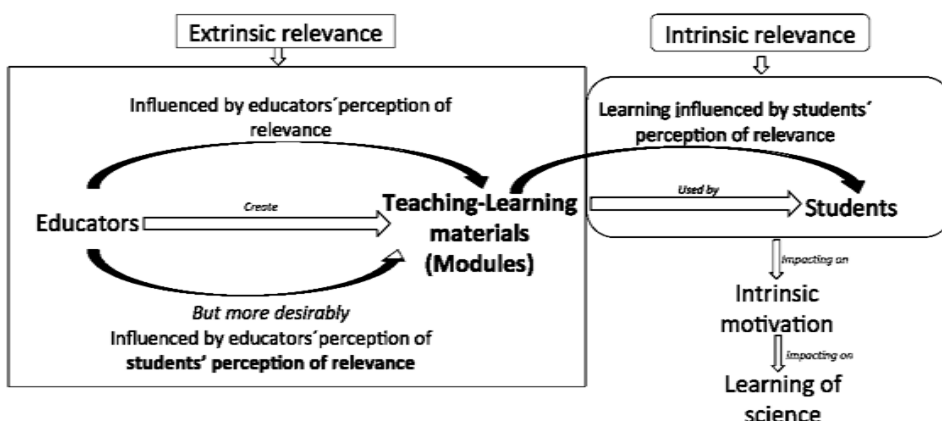 Extrinsic relevance
Intrinsic relevance
Influenced by educators´perception of
relevance
Learning influenced by students´
perception of relevance
Educators
Create
Teaching-Learning
materials
(Modules)
Used by
Students
But more desirably
Influenced by educators´perception of
students’ perception of relevance
Impacting on
Intrinsic
motivation
Impacting on
Learning of
science